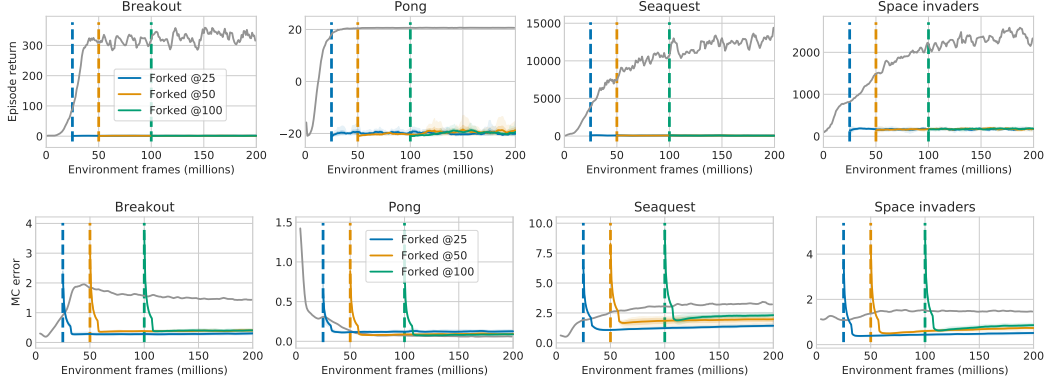 Breakout
Pong
Seaquest
Space invaders
Episode return
300
200
100
0
20
0
−20
15000
10000
5000
0
2000
1000
0
Forked @25
Forked @50
Forked @100
0 50 100 150 200
0 50 100 150 200
0 50 100 150 200
0 50 100 150 200
Environment frames (millions)
Environment frames (millions)
Environment frames (millions)
Environment frames (millions)
Breakout
Pong
Seaquest
Space invaders
MC error
4
3
2
1
0
1.5
1.0
0.5
0.0
10.0
7.5
5.0
2.5
0.0
4
2
0
Forked @25
Forked @50
Forked @100
0 50 100 150 200
0 50 100 150 200
0 50 100 150 200
0 50 100 150 200
Environment frames (millions)
Environment frames (millions)
Environment frames (millions)
Environment frames (millions)